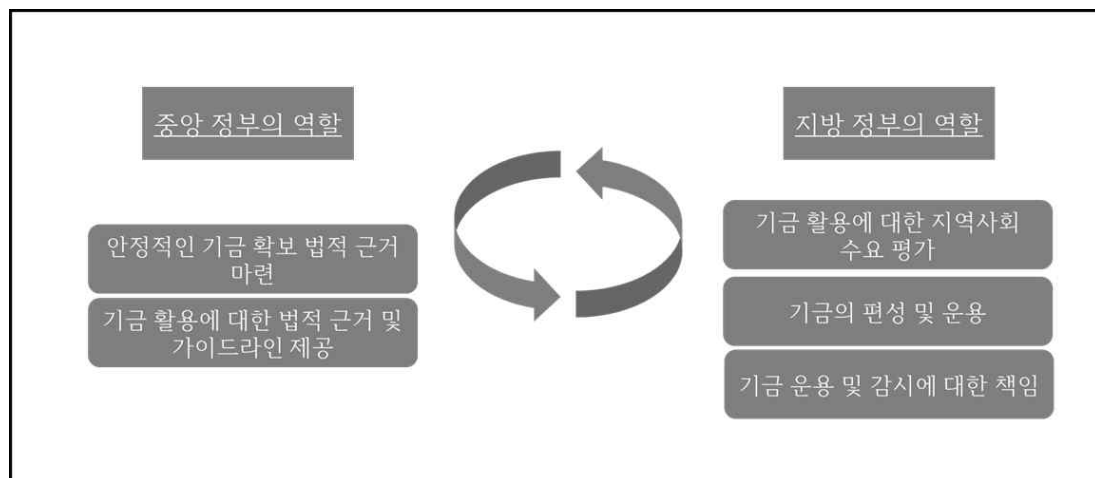 중앙 정부의 역할
안정적인 기금 확보 법적 근거
마련
기금 활용에 대한 법적 근거 및
가이드라인 제공
지방 정부의 역할
기금 활용에 대한 지역사회
수요 평가
기금의 편성 및 운용
기금 운용 및 감시에 대한 책임